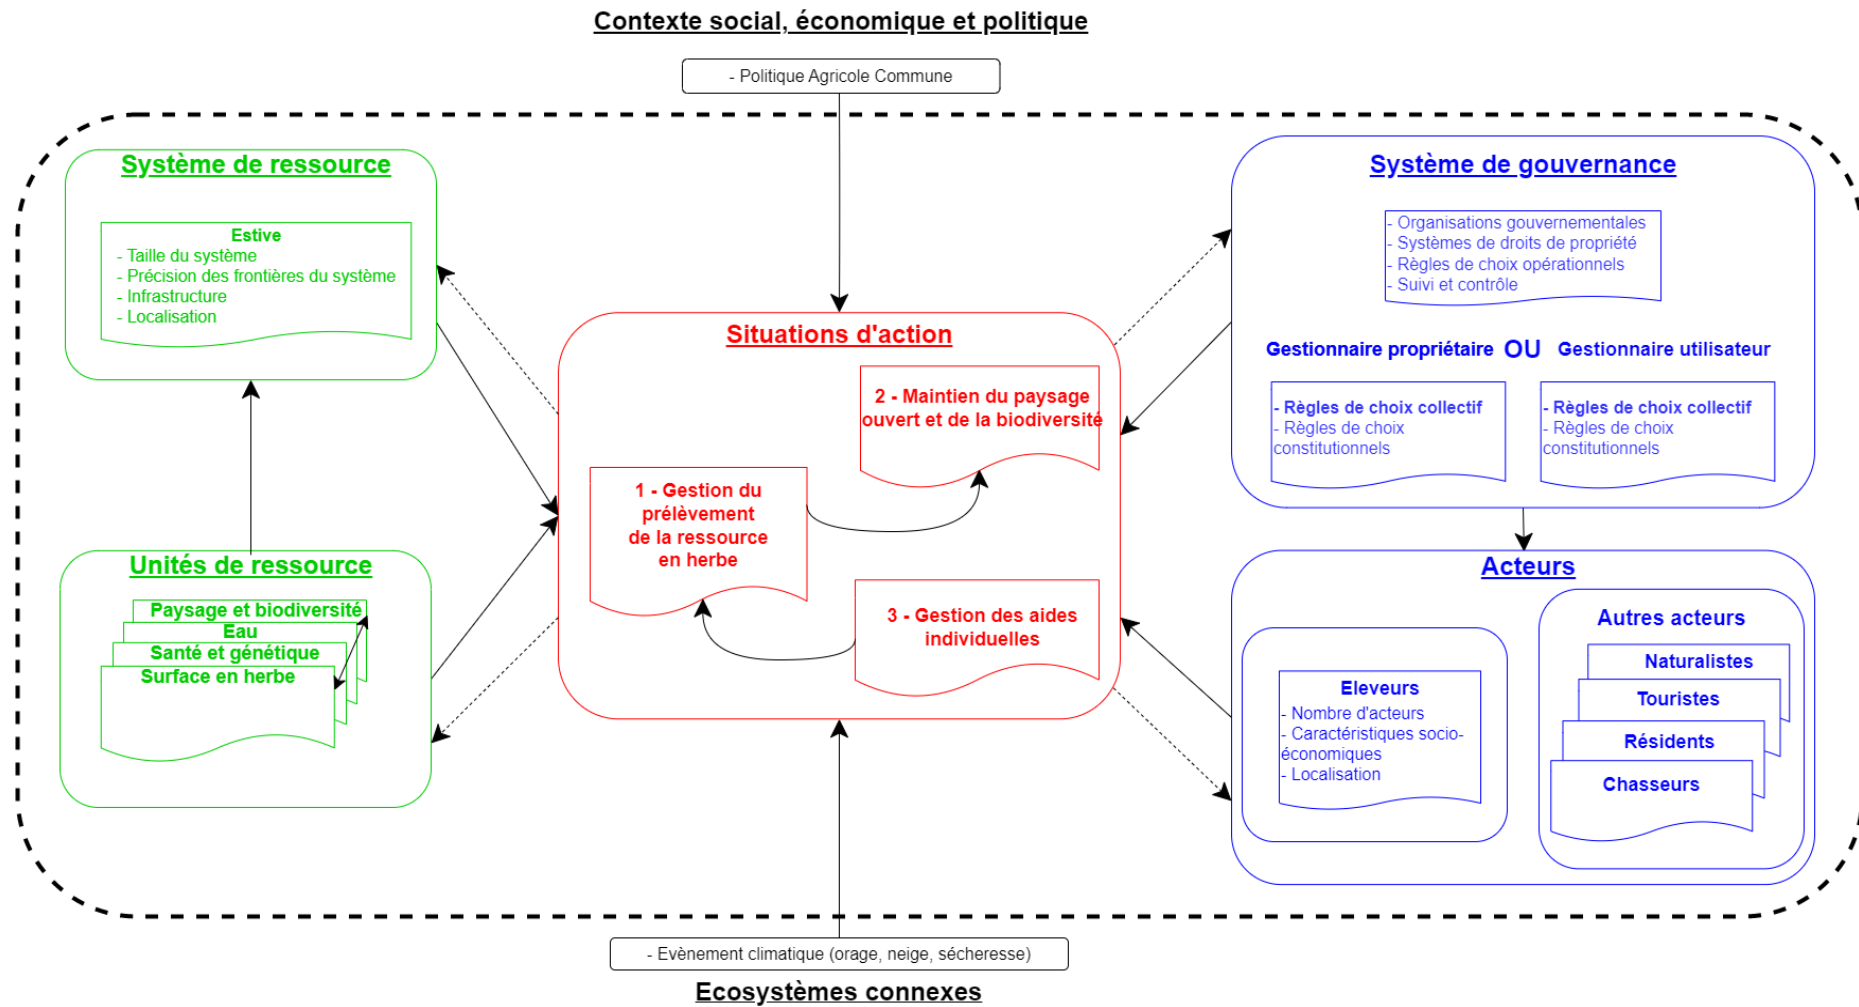 Contexte social, économique et politique
- Politique Agricole Commune
Système de ressource
Estive
- Taille du système
- Précision des frontières du système
- Infrastructure
- Localisation
Unités de ressource
Paysage et biodiversité
Eau
Santé et génétique
Surface en herbe
Situations d'action
2 - Maintien du paysage
ouvert et de la biodiversité
1 - Gestion du
prélèvement
de la ressource
en herbe
3 - Gestion des aides
individuelles
Système de gouvernance
- Organisations gouvernementales
- Systèmes de droits de propriété
- Règles de choix opérationnels
- Suivi et contrôle
Gestionnaire propriétaire OU Gestionnaire utilisateur
- Règles de choix collectif
- Règles de choix
constitutionnels
- Règles de choix collectif
- Règles de choix
constitutionnels
Acteurs
Eleveurs
- Nombre d'acteurs
- Caractéristiques socio-
économiques
- Localisation
Autres acteurs
Naturalistes
Touristes
Résidents
Chasseurs
- Evènement climatique (orage, neige, sécheresse)
Ecosystèmes connexes